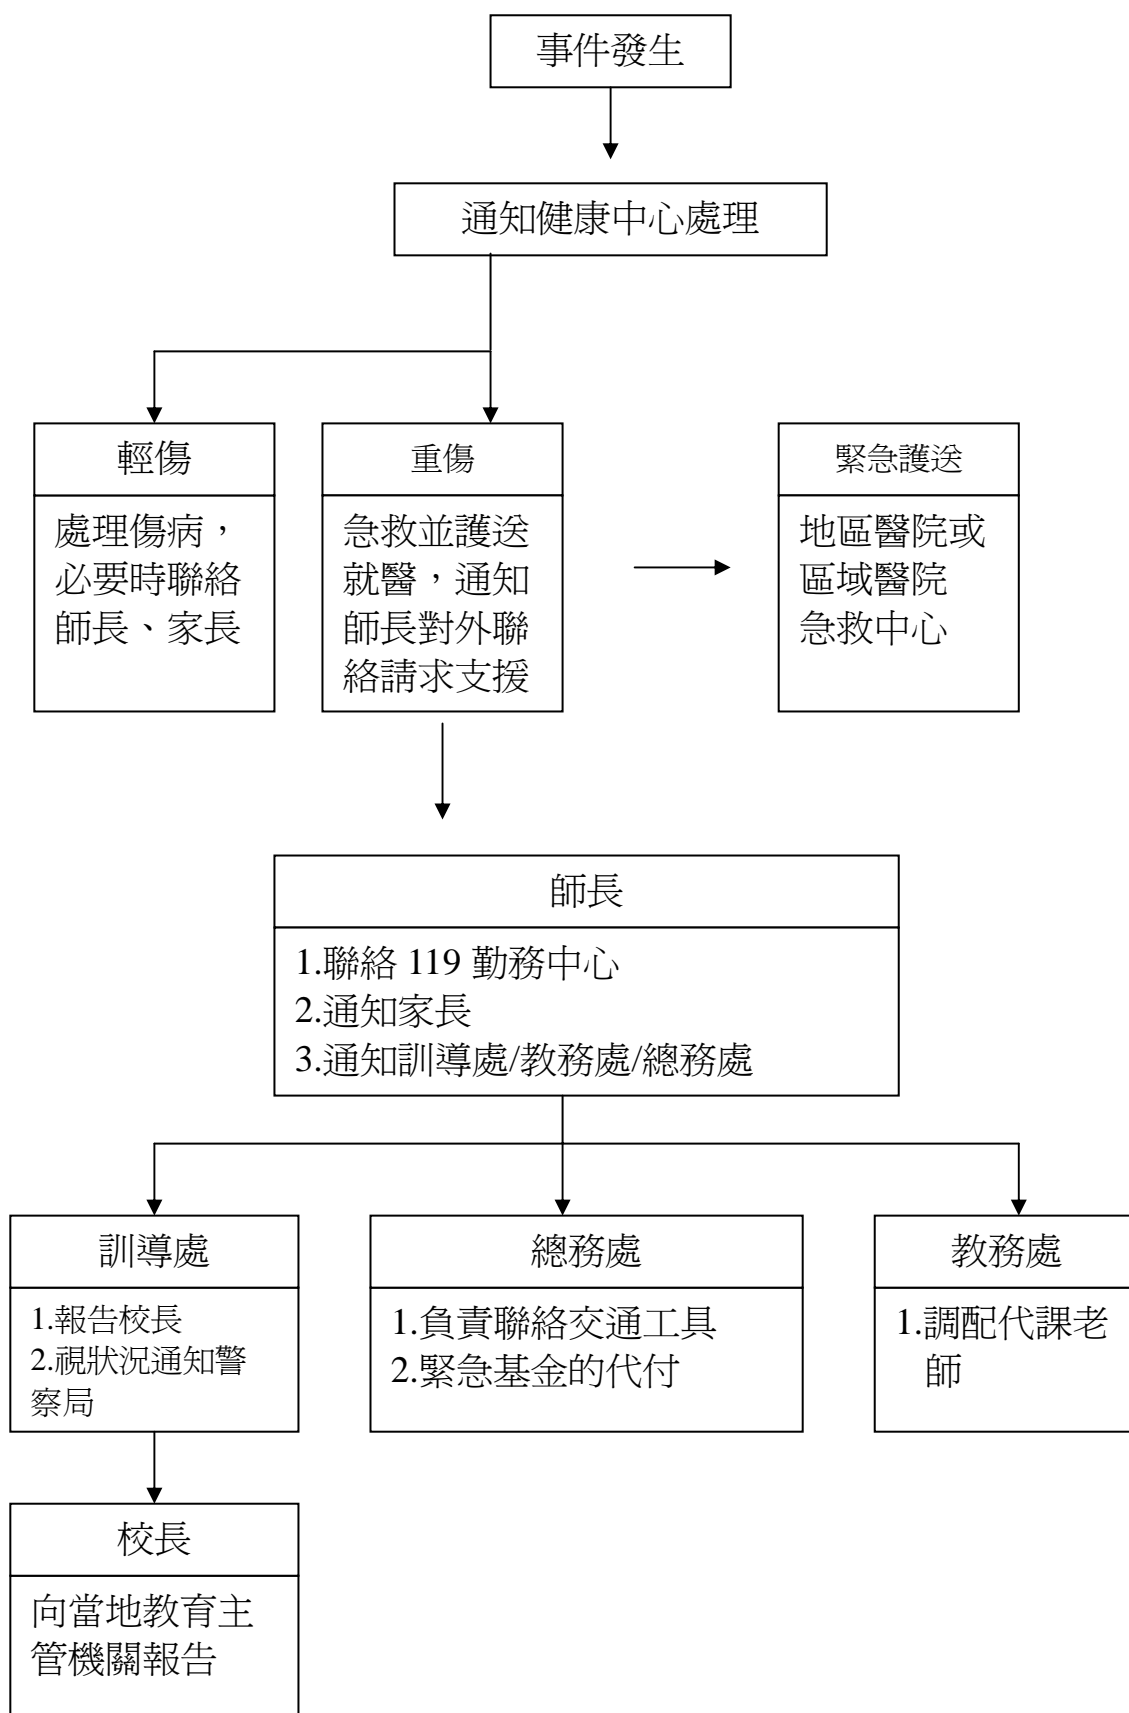 事件發生
通知健康中心處理
輕傷
處理傷病，
必要時聯絡
師長、家長
重傷
急救並護送
就醫，通知
師長對外聯
絡請求支援
緊急護送
地區醫院或
區域醫院
急救中心
師長
1.聯絡 119 勤務中心
2.通知家長
3.通知訓導處/教務處/總務處
訓導處
1.報告校長
2.視狀況通知警
察局
總務處
1.負責聯絡交通工具
2.緊急基金的代付
教務處
1.調配代課老
師
校長
向當地教育主
管機關報告